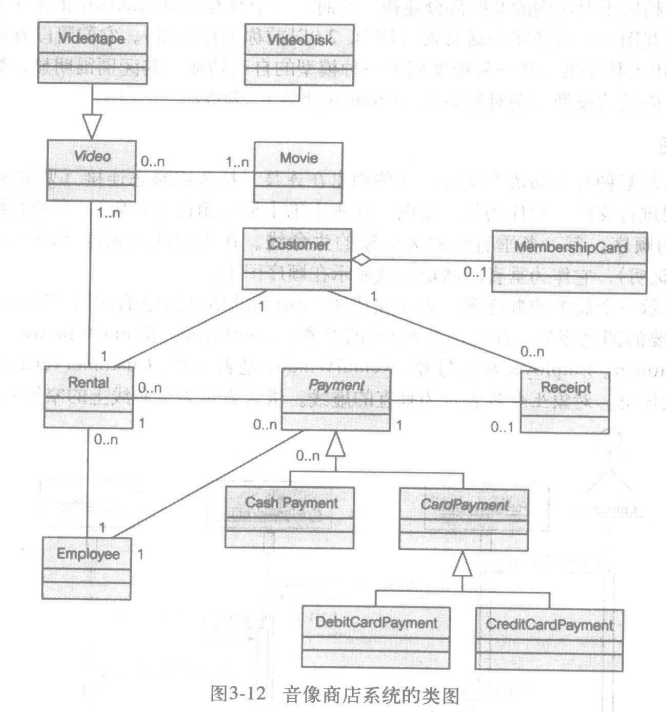 Videotape
VideoDisk
Video
0..n
1..n
Movie
1..n
Customer
MembershipCard
0..1
1
1
1
0..n
Rental
0..n
Payment
Receipt
0..n
1
0..n
1
0..1
0..n
Cash Payment
CardPayment
1
Employee
1
DebitCardPayment
CreditCardPayment
图3-12 音像商店系统的类图